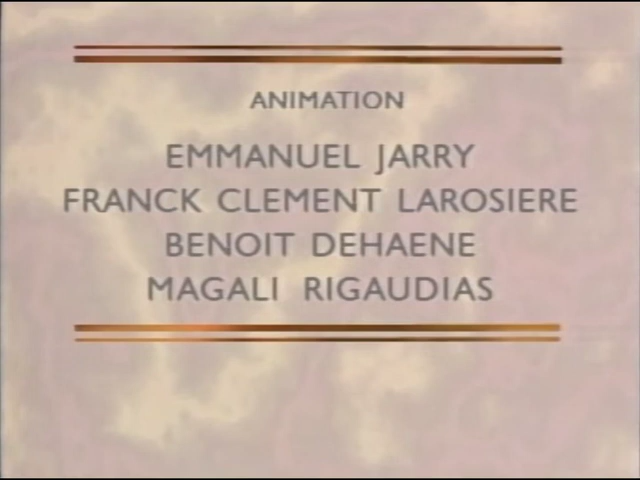 ANIMATION
EMMANUEL JARRY
FRANCK CLEMENT LAROSIERE
BENOIT DEHAENE
MAGALI RIGAUDIAS